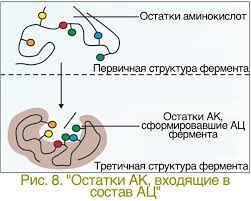 Остатки аминокислот
Первичная структура фермента
Остатки АК,
сформировавшие АЦ
фермента
Третичная структура фермента
Рис. 8. "Остатки АК, входящие в
состав АЦ"